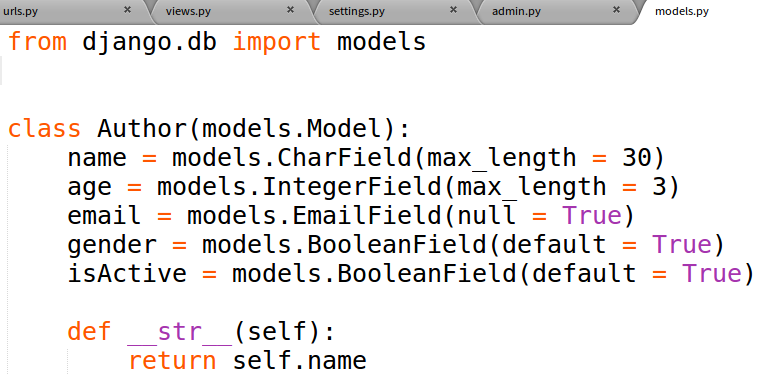 urls.py × views.py × settings.py × admin.py × models.py
from django.db import models
class Author(models.Model):
    name = models.CharField(max_length = 30)
    age = models.IntegerField(max_length = 3)
    email = models.EmailField(null = True)
    gender = models.BooleanField(default = True)
    isActive = models.BooleanField(default = True)
    def __str__(self):
        return self.name